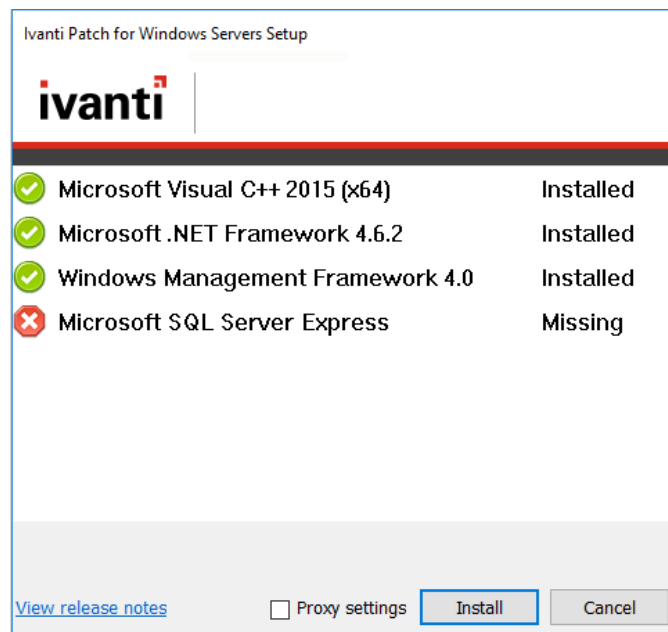 Ivanti Patch for Windows Servers Setup
ivanti
Microsoft Visual C++ 2015 (x64) Installed
Microsoft .NET Framework 4.6.2 Installed
Windows Management Framework 4.0 Installed
Microsoft SQL Server Express Missing
View release notes Proxy settings Install Cancel